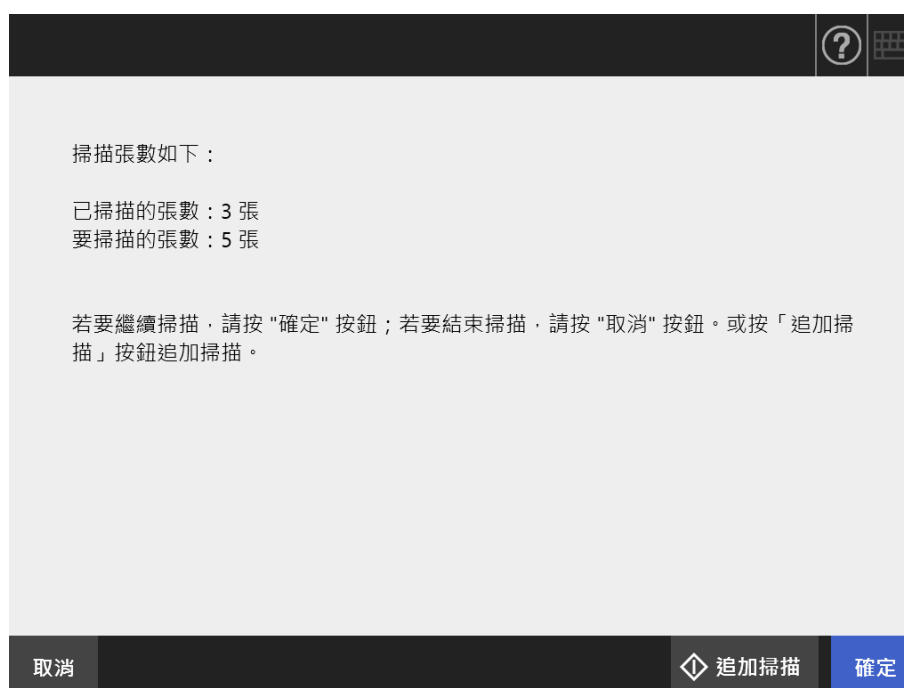 掃描張數如下：
已掃描的張數：3 張
要掃描的張數：5 張
若要繼續掃描，請按 "確定" 按鈕；若要結束掃描，請按 "取消" 按鈕。或按「追加掃
描」按鈕追加掃描。
取消
追加掃描
確定